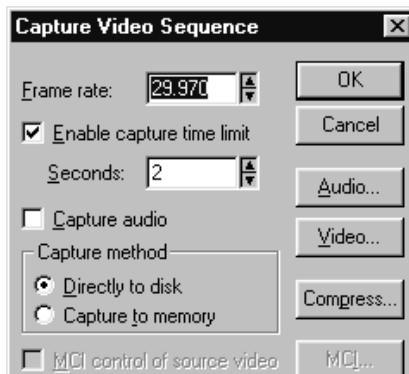 Capture Video Sequence
Frame rate: 29.970
OK
Enable capture time limit
Cancel
Seconds: 2
Audio...
Capture audio
Video...
Capture method
Directly to disk
Compress...
Capture to memory
MCI control of source video
MCI...